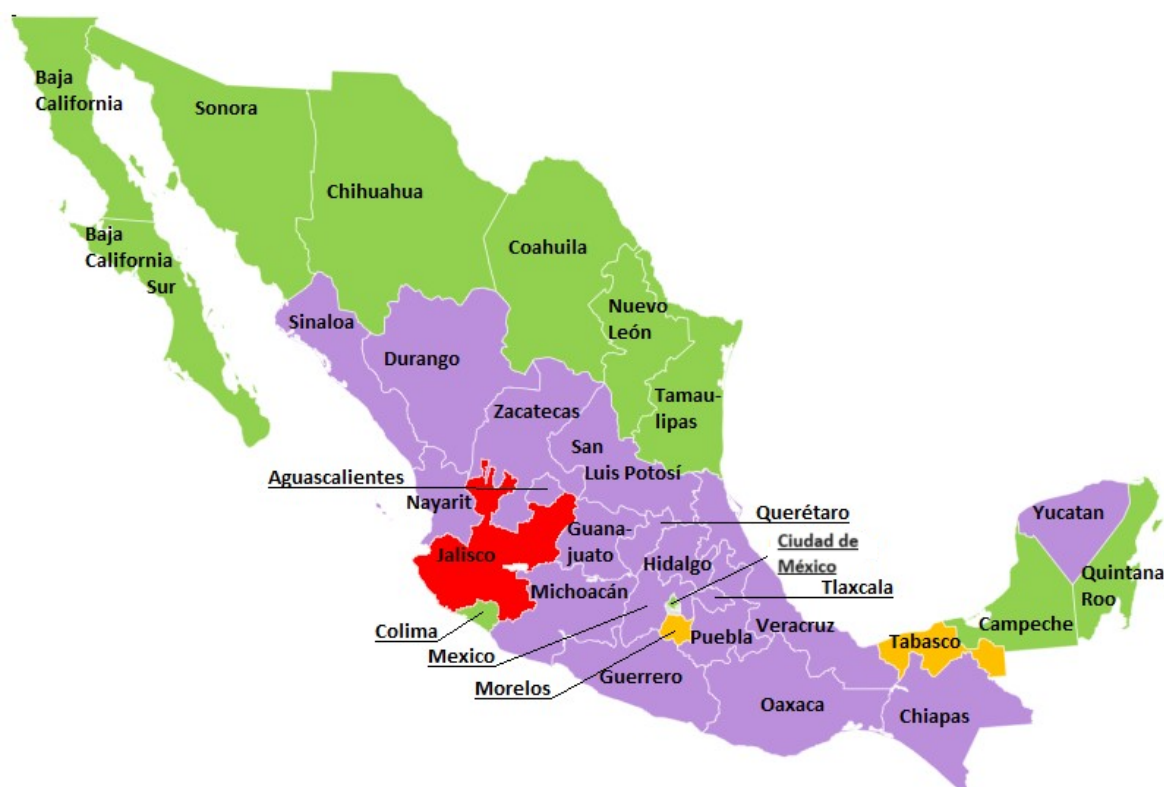 Baja
California
Sonora
Chihuahua
Baja
California
Sur
Coahuila
Nuevo
León
Sinaloa
Durango
Tamau-
lipas
Zacatecas
San
Luis Potosí
Aguascalientes
Nayarit
Querétaro
Yucatan
Guana-
juato
Ciudad de
México
Jalisco
Hidalgo
Quintana
Roo
Michoacán
Tlaxcala
Colima
Campeche
Veracruz
Puebla
Tabasco
Mexico
Guerrero
Morelos
Oaxaca
Chiapas